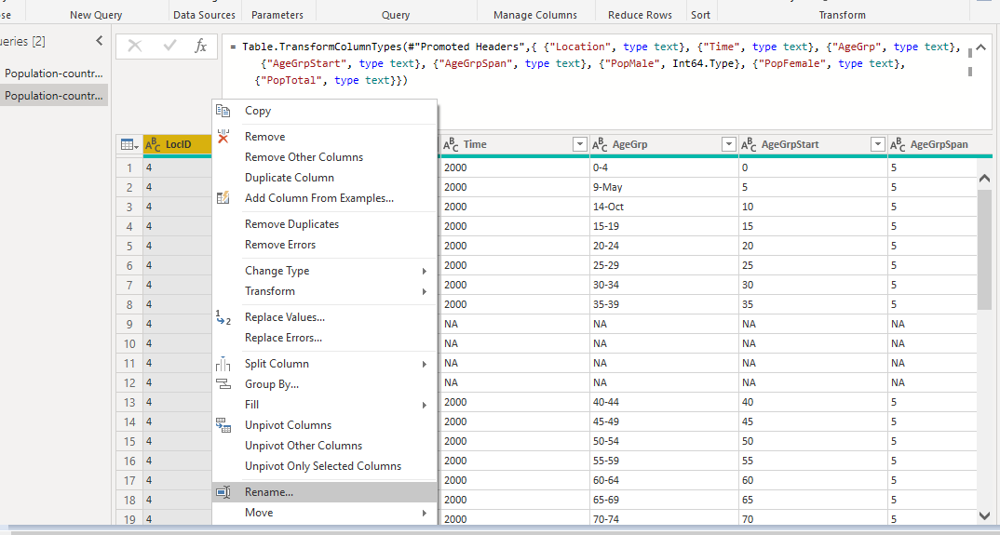 ose New Query Data Sources Parameters Query Manage Columns Reduce Rows Sort Transform
ueries [2]
Population-countr...
Population-countr...
fx
= Table.TransformColumnTypes(#"Promoted Headers",{ {"Location", type text}, {"Time", type text}, {"AgeGrp", type text},
{"AgeGrpStart", type text}, {"AgeGrpSpan", type text}, {"PopMale", Int64.Type}, {"PopFemale", type text},
{"PopTotal", type text}})
Copy
Remove
Remove Other Columns
Duplicate Column
Add Column From Examples...
Remove Duplicates
Remove Errors
Change Type
Transform
Replace Values...
Replace Errors...
Split Column
Group By...
Fill
Unpivot Columns
Unpivot Other Columns
Unpivot Only Selected Columns
Rename...
Move
ABC LocID ABC Time ABC AgeGrp ABC AgeGrpStart ABC AgeGrpSpan
1 4 2000 0-4 0 5
2 4 2000 9-May 5 5
3 4 2000 14-Oct 10 5
4 4 2000 15-19 15 5
5 4 2000 20-24 20 5
6 4 2000 25-29 25 5
7 4 2000 30-34 30 5
8 4 2000 35-39 35 5
9 4 NA NA NA NA
10 4 NA NA NA NA
11 4 NA NA NA NA
12 4 NA NA NA NA
13 4 2000 40-44 40 5
14 4 2000 45-49 45 5
15 4 2000 50-54 50 5
16 4 2000 55-59 55 5
17 4 2000 60-64 60 5
18 4 2000 65-69 65 5
19 4 2000 70-74 70 5